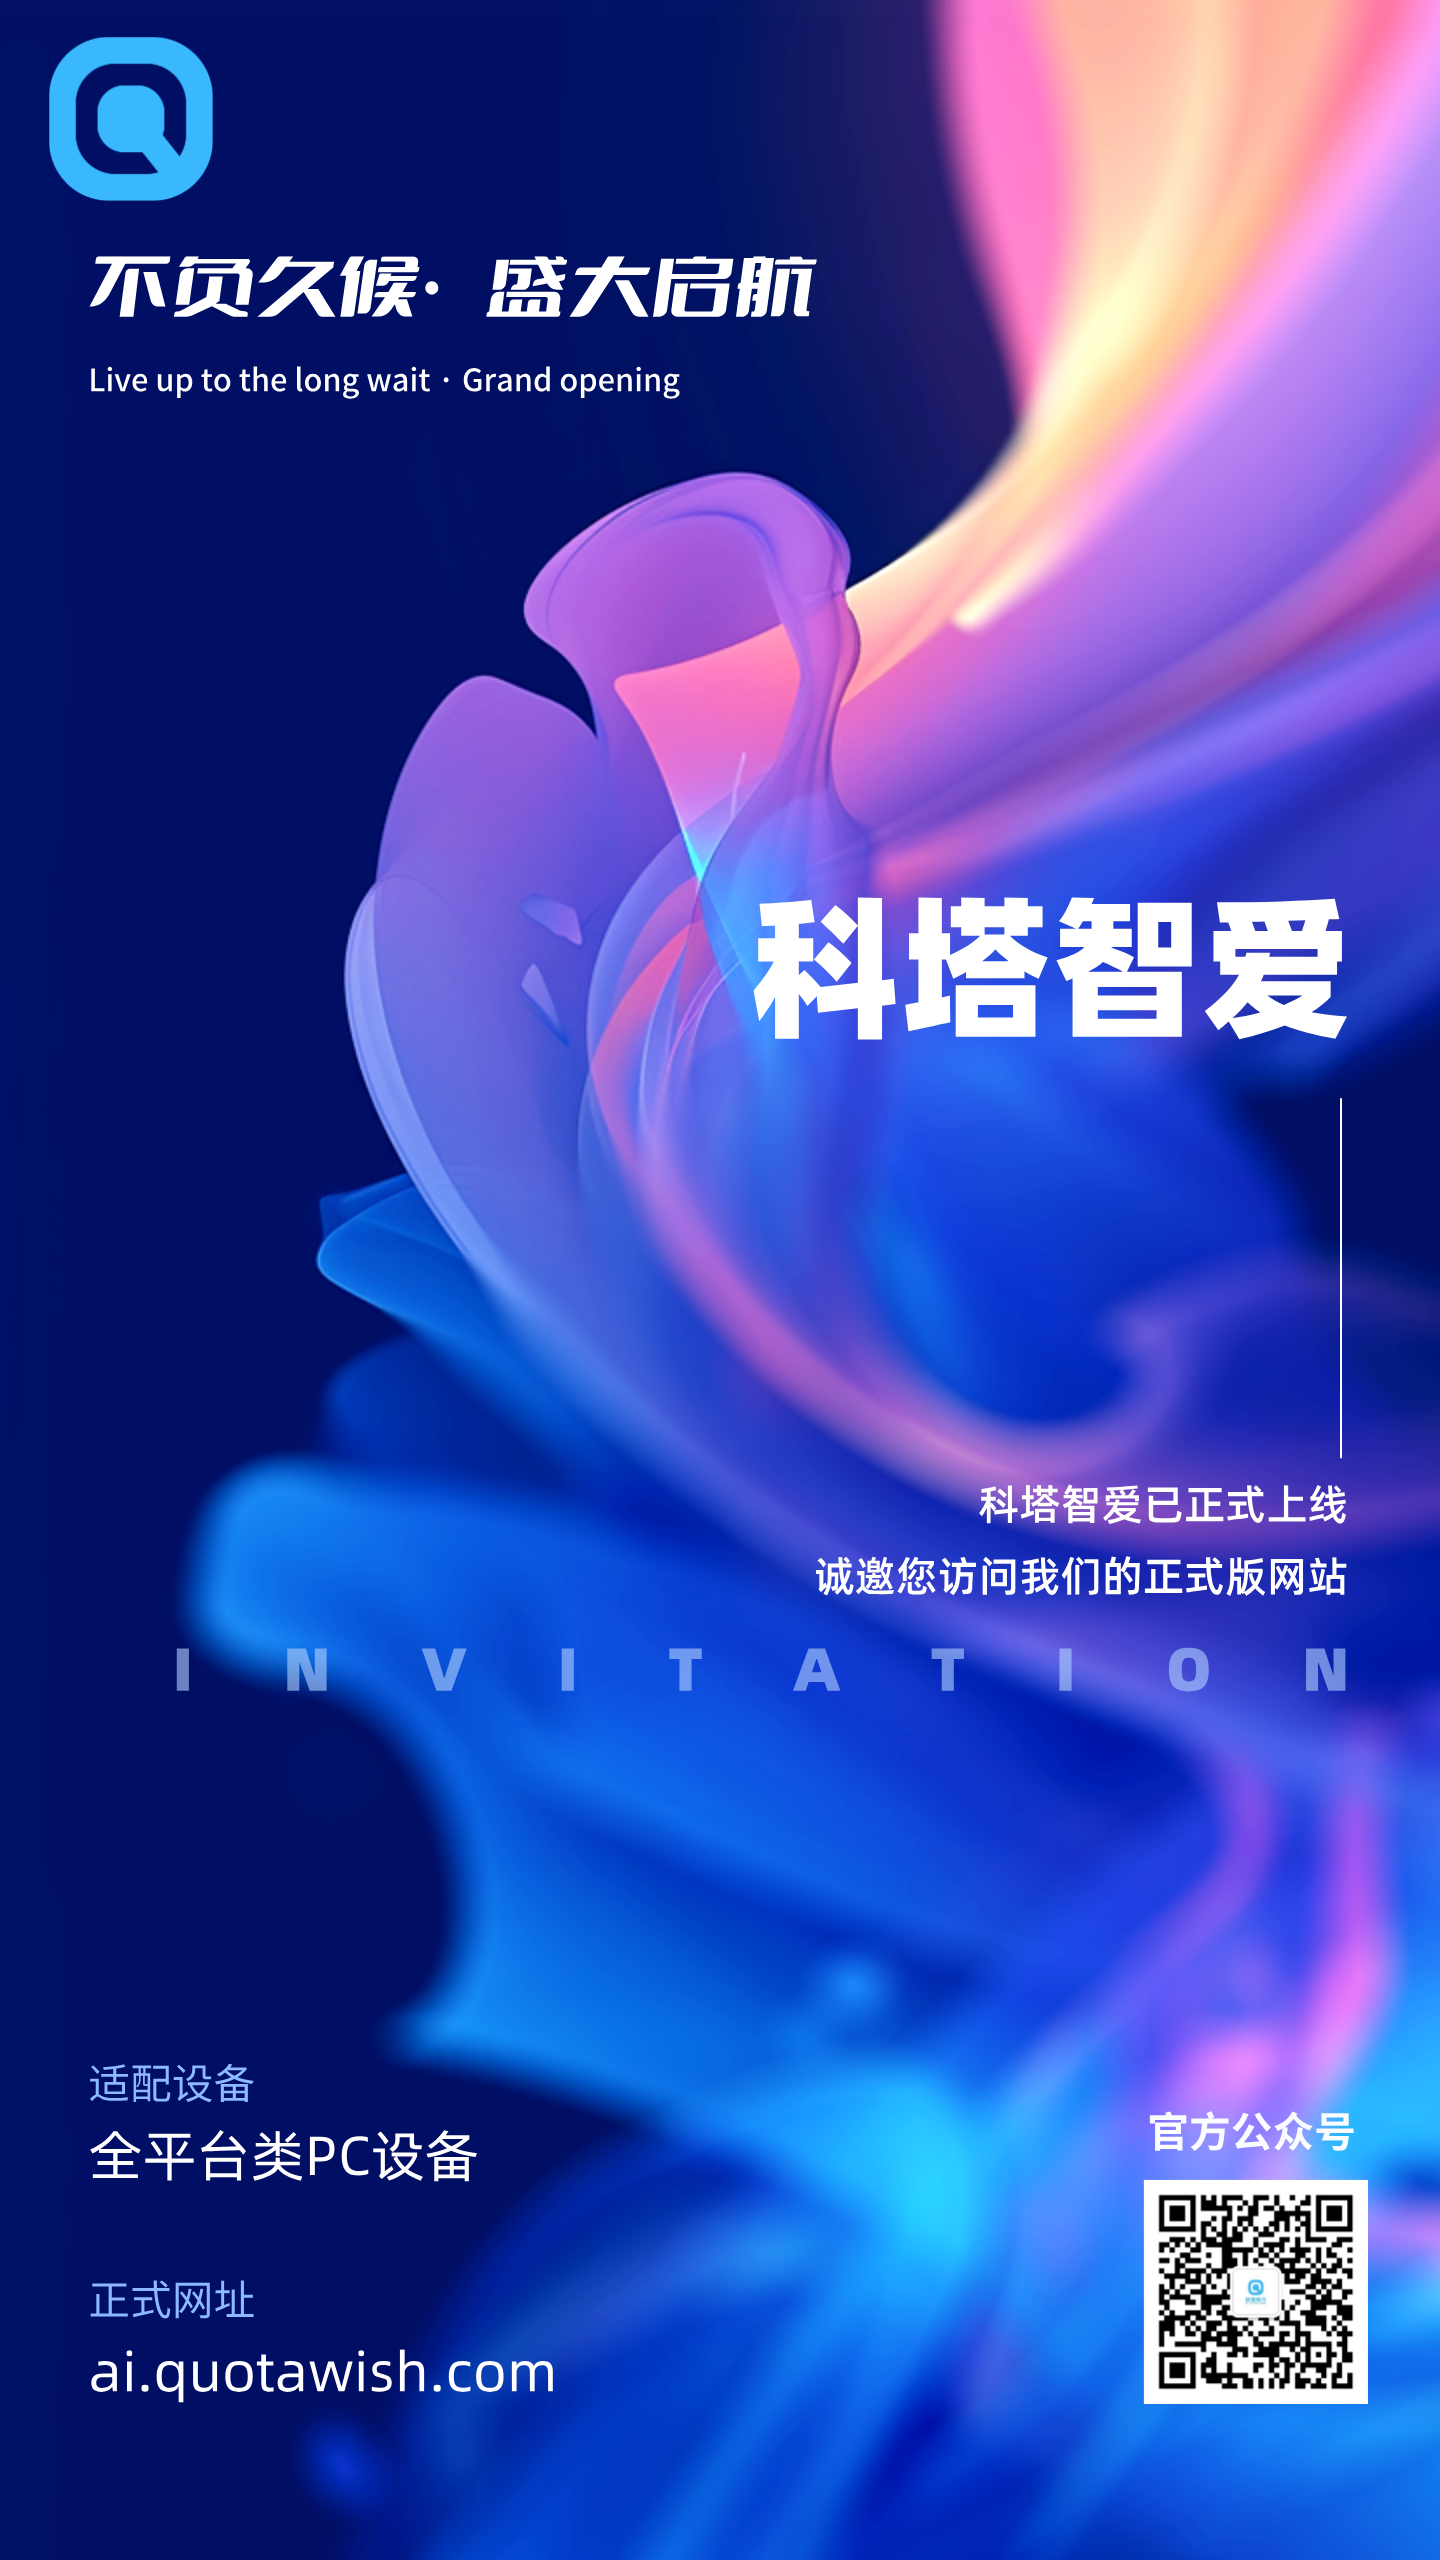 不负久候· 盛大启航
Live up to the long wait · Grand opening
科塔智爱
科塔智爱已正式上线
诚邀您访问我们的正式版网站
INVITATION
适配设备
全平台类PC设备
正式网址
ai.quotawish.com
官方公众号